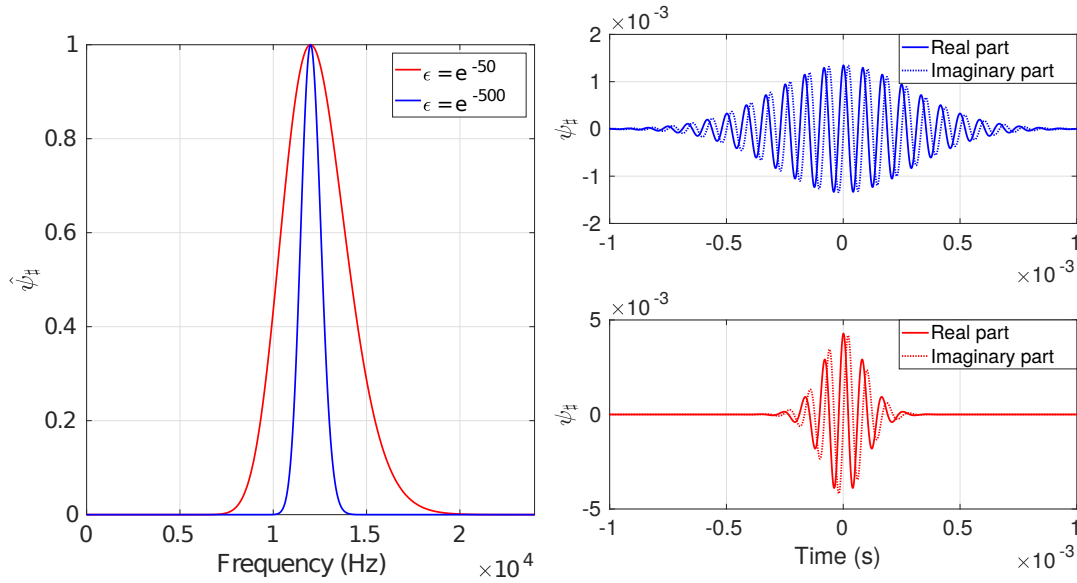 1
0.8
0.6
0.4
0.2
0
ψ̂♯
ϵ = e -50
ϵ = e -500
0 0.5 1 1.5 2
Frequency (Hz)
×10 4
×10 -3
2
1
0
-1
-2
ψ♯
Real part
Imaginary part
-1 -0.5 0 0.5 1
×10 -3
×10 -3
5
0
-5
ψ♯
Real part
Imaginary part
-1 -0.5 0 0.5 1
Time (s)
×10 -3